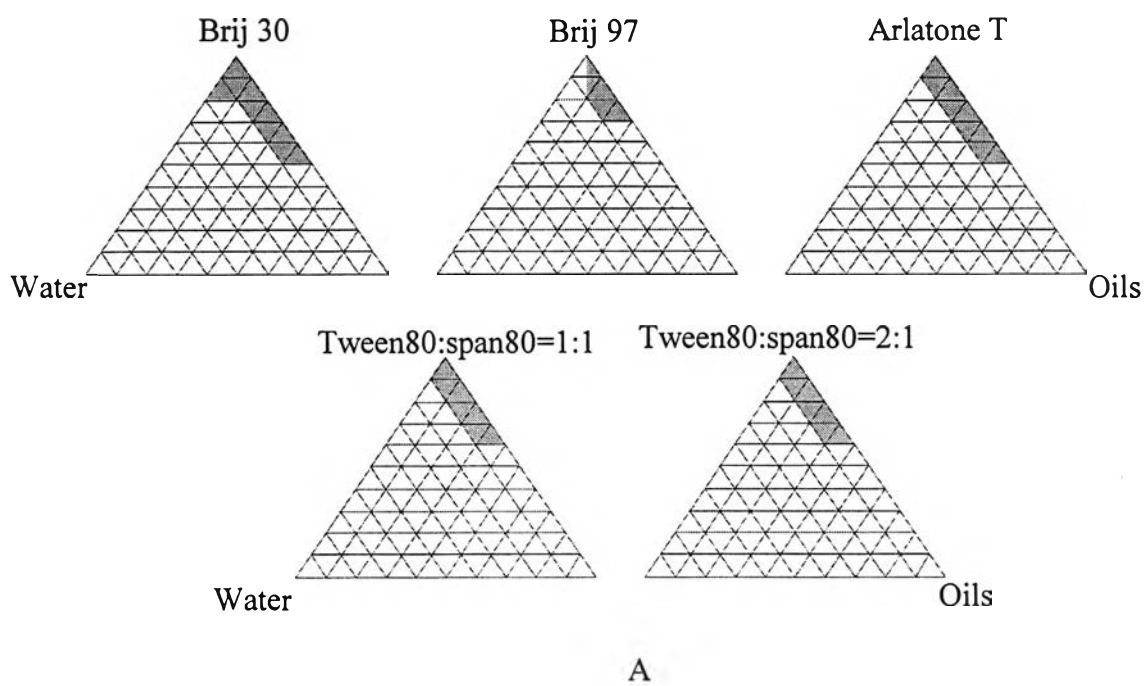 Brij 30
Brij 97
Arlatone T
Water
Oils
Tween80:span80=1:1
Tween80:span80=2:1
Water
Oils
A